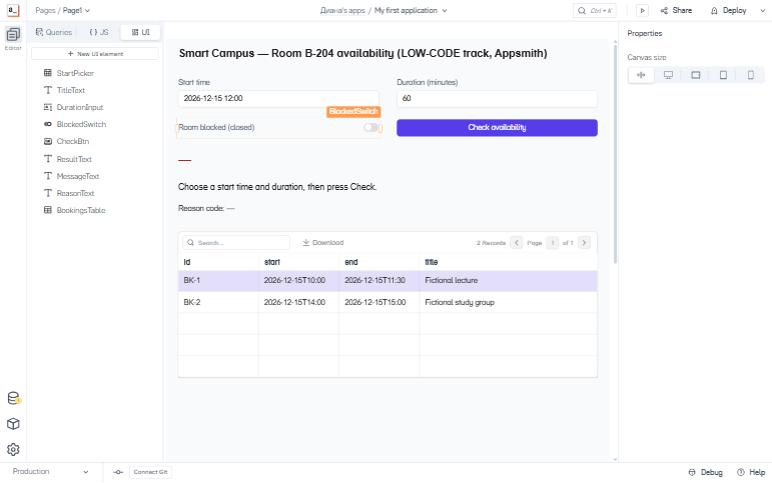 a_
Pages / Page1
Диана's apps / My first application
Ctrl + K
Share
Deploy
Editor
Queries
JS
UI
+ New UI element
StartPicker
TitleText
DurationInput
BlockedSwitch
CheckBtn
ResultText
MessageText
ReasonText
BookingsTable
Smart Campus — Room B-204 availability (LOW-CODE track, Appsmith)
Start time
Duration (minutes)
2026-12-15 12:00
60
BlockedSwitch
Room blocked (closed)
Check availability
—
Choose a start time and duration, then press Check.
Reason code: —
Search...
Download
2 Records
Page
1
of 1
id start end title
BK-1 2026-12-15T10:00 2026-12-15T11:30 Fictional lecture
BK-2 2026-12-15T14:00 2026-12-15T15:00 Fictional study group
Properties
Canvas size
Production
Connect Git
Debug
Help